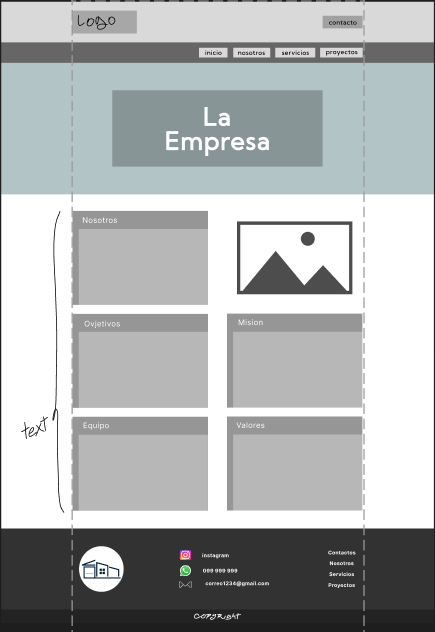 Logo
contacto
inicio
nosotros
servicios
proyectos
La
Empresa
Nosotros
Ovjetivos
Mision
Equipo
Valores
text
instagram
099 999 999
correo1234@gmail.com
Contactos
Nosotros
Servicios
Proyectos
copyright